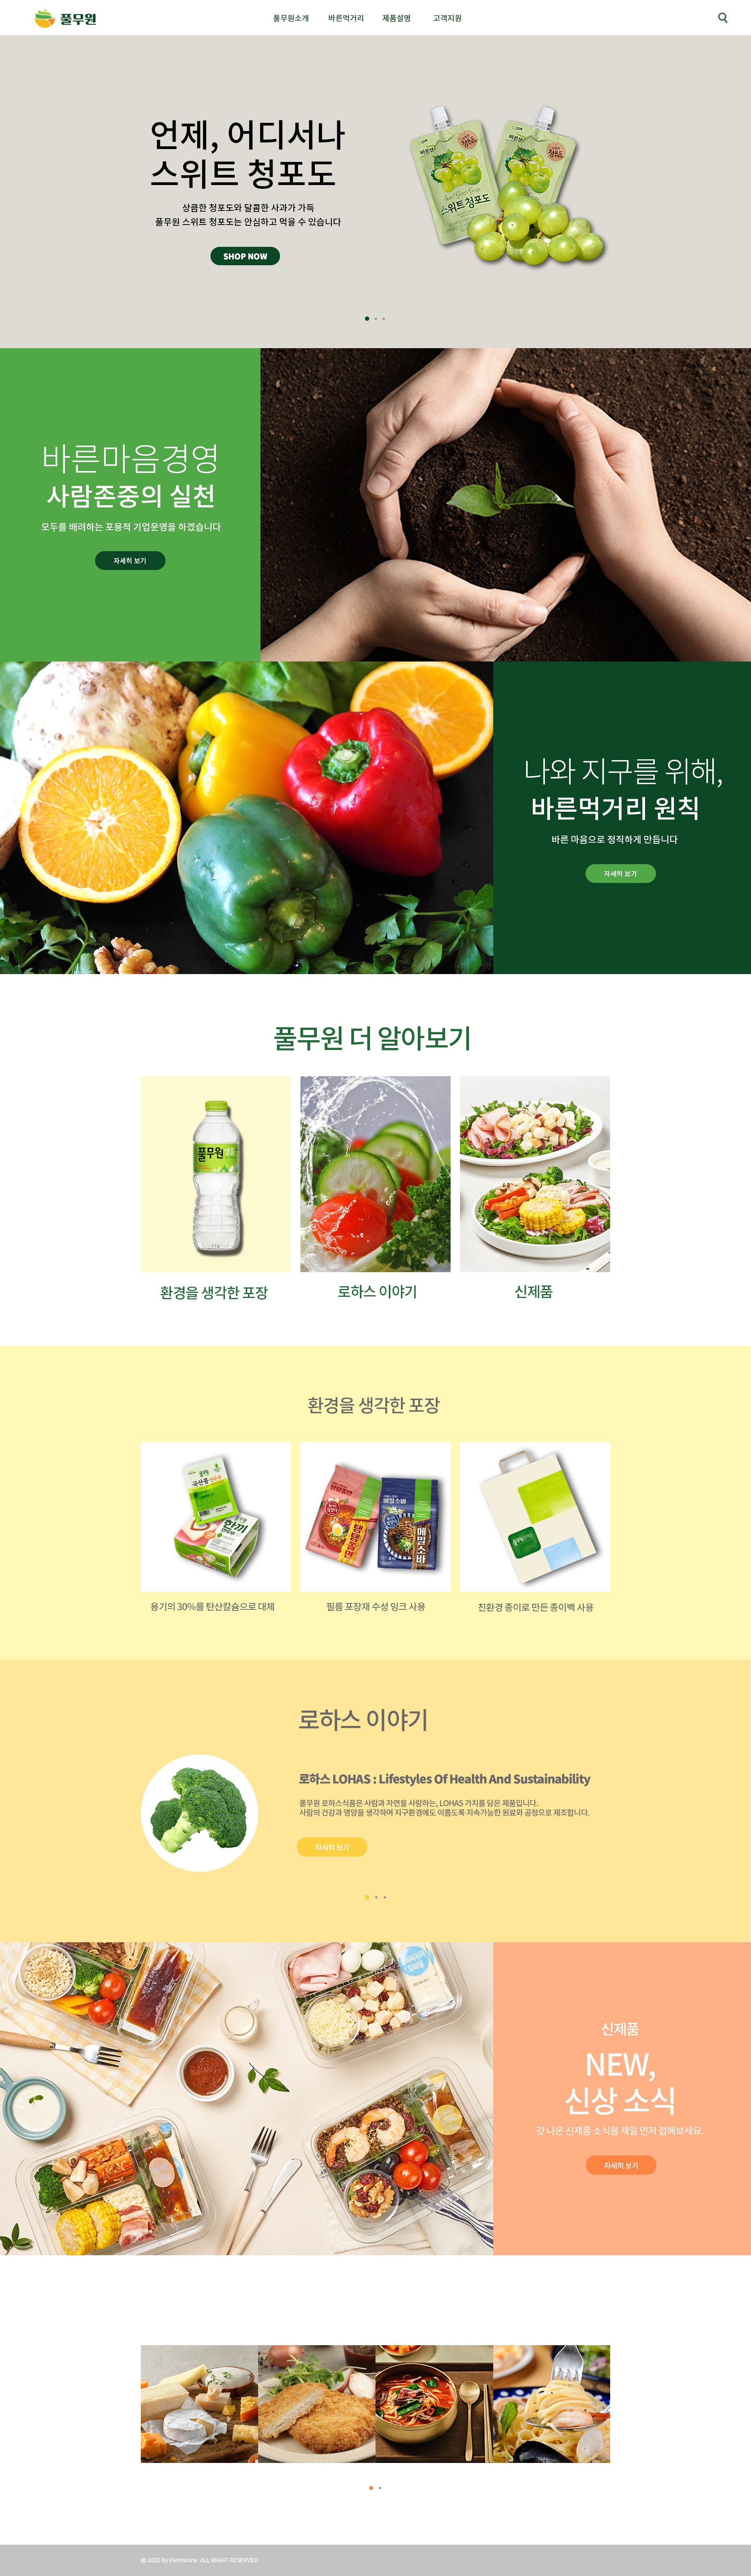 풀무원
풀무원소개 바른먹거리 제품설명 고객지원
언제, 어디서나
스위트 청포도
상큼한 청포도와 달콤한 사과가 가득
풀무원 스위트 청포도는 안심하고 먹을 수 있습니다
SHOP NOW
스위트 청포도
바른마음경영
사람존중의 실천
모두를 배려하는 포용적 기업운영을 하겠습니다
자세히 보기
나와 지구를 위해,
바른먹거리 원칙
바른 마음으로 정직하게 만듭니다
자세히 보기
풀무원 더 알아보기
풀무원샘물
환경을 생각한 포장
로하스 이야기
신제품
환경을 생각한 포장
메밀소바
용기의 30%를 탄산칼슘으로 대체
필름 포장재 수성 잉크 사용
친환경 종이로 만든 종이백 사용
로하스 이야기
로하스 LOHAS : Lifestyles Of Health And Sustainability
풀무원 로하스식품은 사람과 자연을 사랑하는, LOHAS 가치를 담은 제품입니다.
사람의 건강과 영양을 생각하며 지구환경에도 이롭도록 지속가능한 원료와 공정으로 제조합니다.
자세히 보기
신제품
NEW,
신상 소식
갓 나온 신제품 소식을 제일 먼저 접해보세요.
자세히 보기
© 2022 by Pulmuone. ALL RIGHT RESERVED